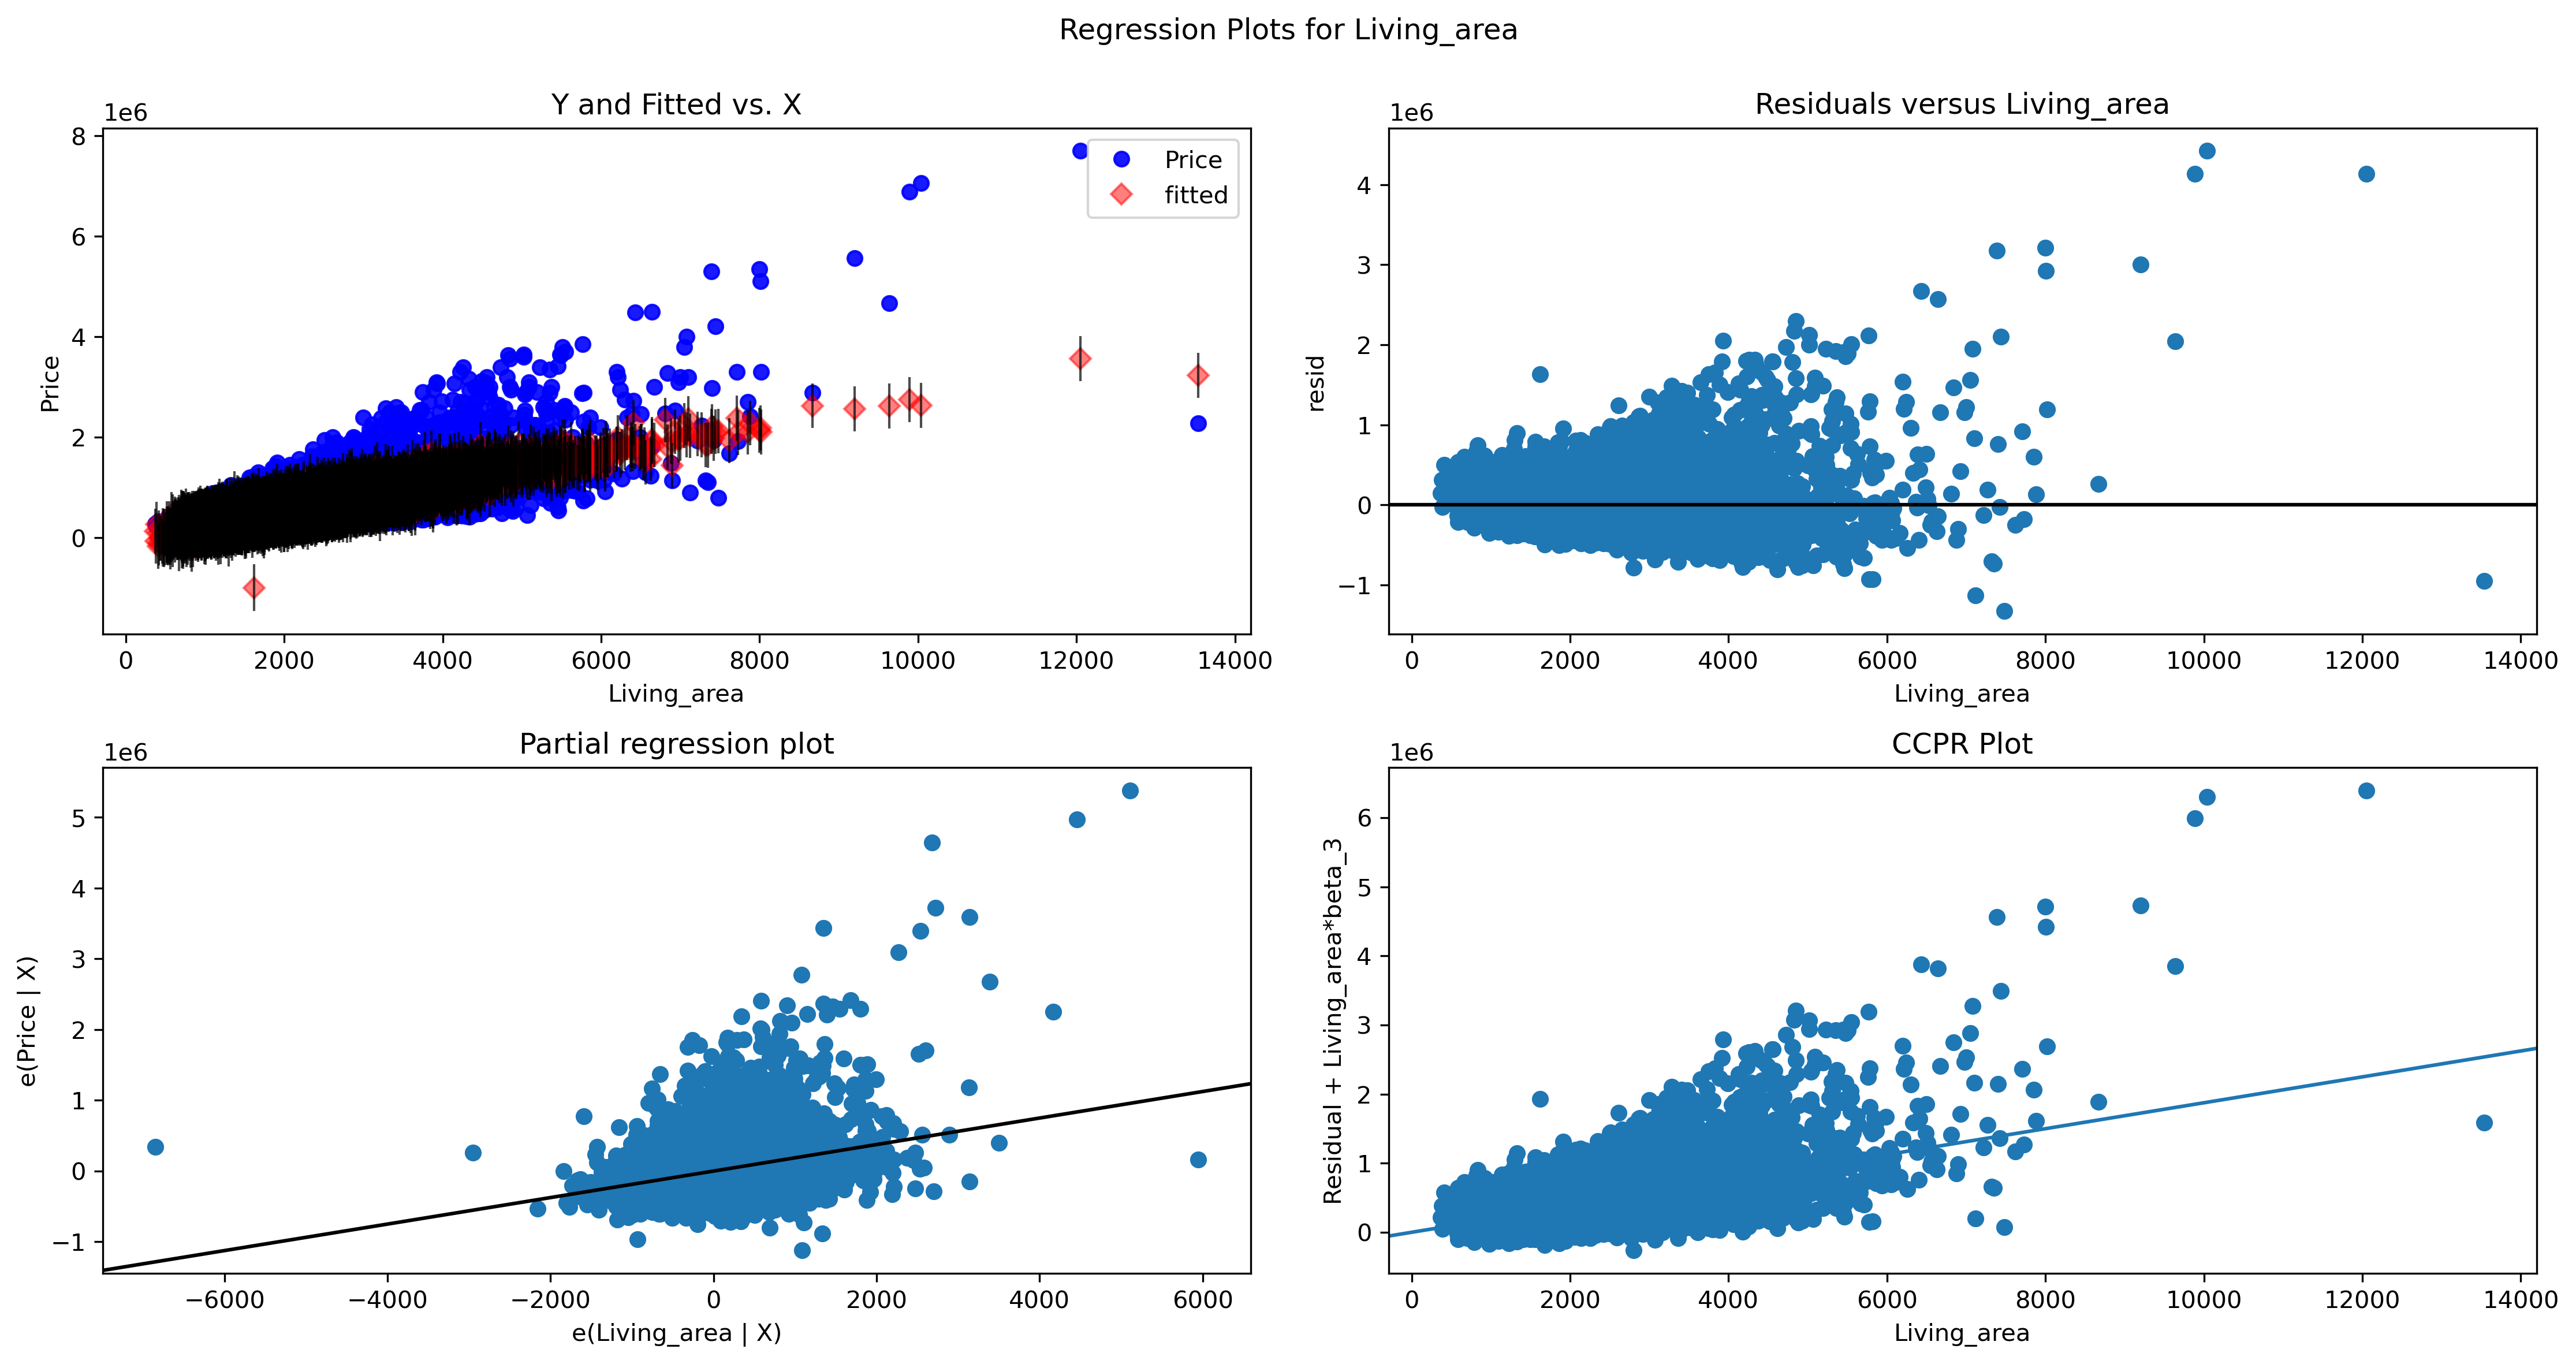 Regression Plots for Living_area
Y and Fitted vs. X
1e6
8
6
4
2
0
Price
Price
fitted
0 2000 4000 6000 8000 10000 12000 14000
Living_area
Residuals versus Living_area
1e6
4
3
2
1
0
−1
resid
0 2000 4000 6000 8000 10000 12000 14000
Living_area
Partial regression plot
1e6
5
4
3
2
1
0
−1
e(Price | X)
−6000 −4000 −2000 0 2000 4000 6000
e(Living_area | X)
CCPR Plot
1e6
6
5
4
3
2
1
0
Residual + Living_area*beta_3
0 2000 4000 6000 8000 10000 12000 14000
Living_area